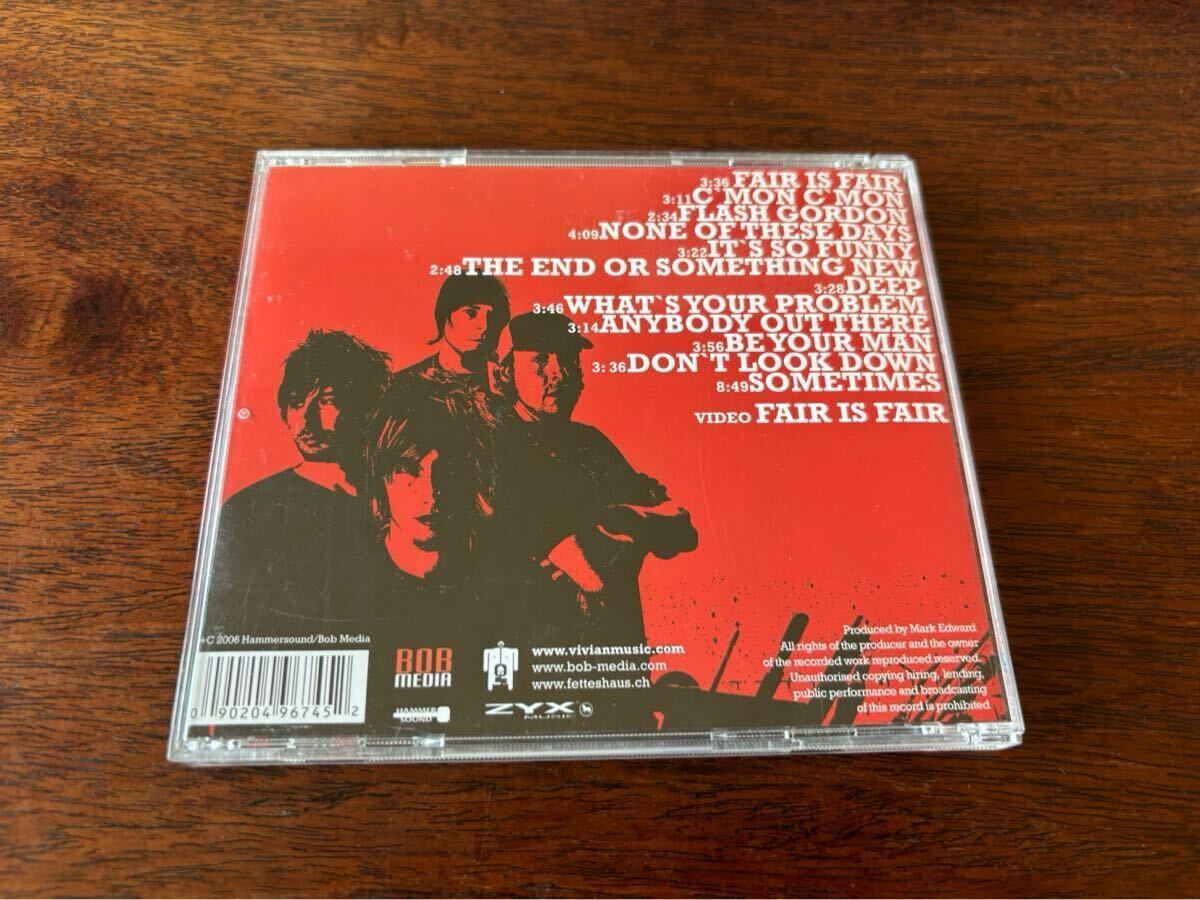 3:36 FAIR IS FAIR
3:11 C`MON C`MON
2:34 FLASH GORDON
4:09 NONE OF THESE DAYS
3:22 IT`S SO FUNNY
2:48 THE END OR SOMETHING NEW
3:28 DEEP
3:46 WHAT`S YOUR PROBLEM
3:14 ANYBODY OUT THERE
3:56 BE YOUR MAN
3: 36 DON`T LOOK DOWN
8:49 SOMETIMES
VIDEO FAIR IS FAIR
C 2006 Hammersound/Bob Media
0 90204 96745 2
BOB
MEDIA
HAMMER
SOUND
www.vivianmusic.com
www.bob-media.com
www.fetteshaus.ch
ZYX
MUSIC
Produced by Mark Edward
All rights of the producer and the owner
of the recorded work reproduced reserved.
Unauthorised copying hiring, lending,
public performance and broadcasting
of this record is prohibited